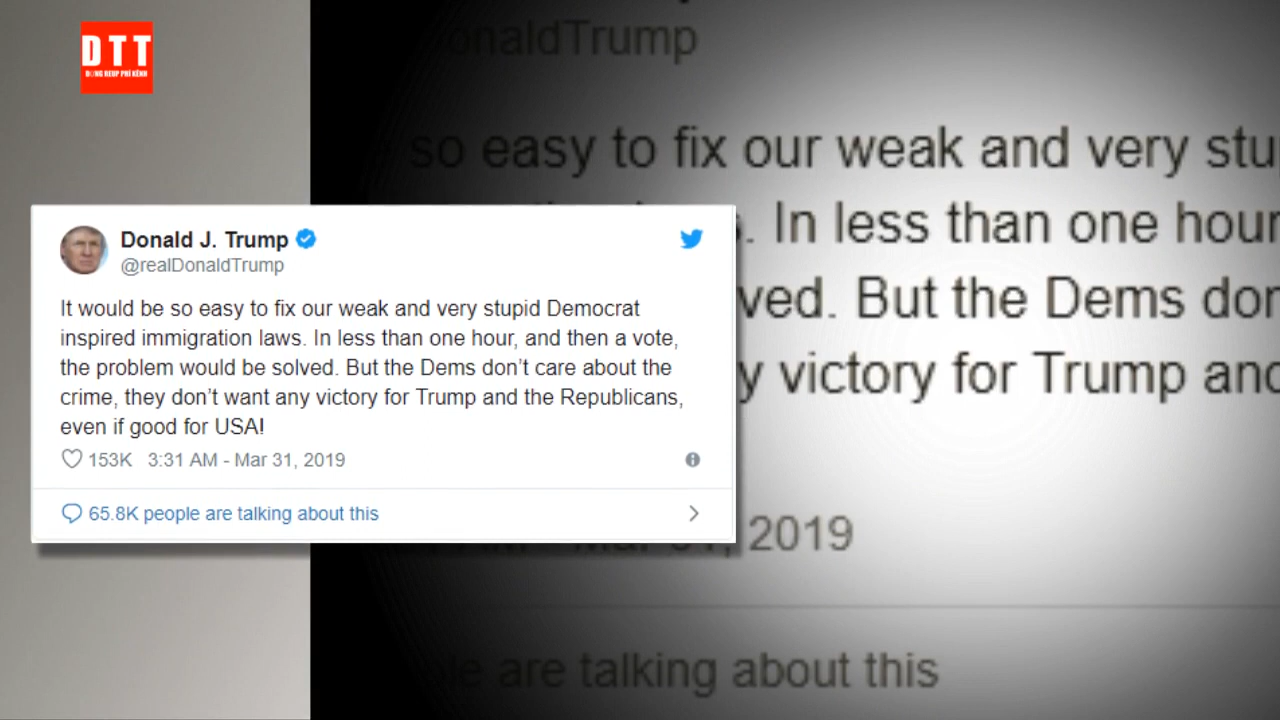 DTT
Donald J. Trump
@realDonaldTrump
It would be so easy to fix our weak and very stupid Democrat
inspired immigration laws. In less than one hour, and then a vote,
the problem would be solved. But the Dems don’t care about the
crime, they don’t want any victory for Trump and the Republicans,
even if good for USA!
153K 3:31 AM - Mar 31, 2019
65.8K people are talking about this
onaldTrump
so easy to fix our weak and very stu
. In less than one hour
ved. But the Dems don
y victory for Trump and
2019
are talking about this